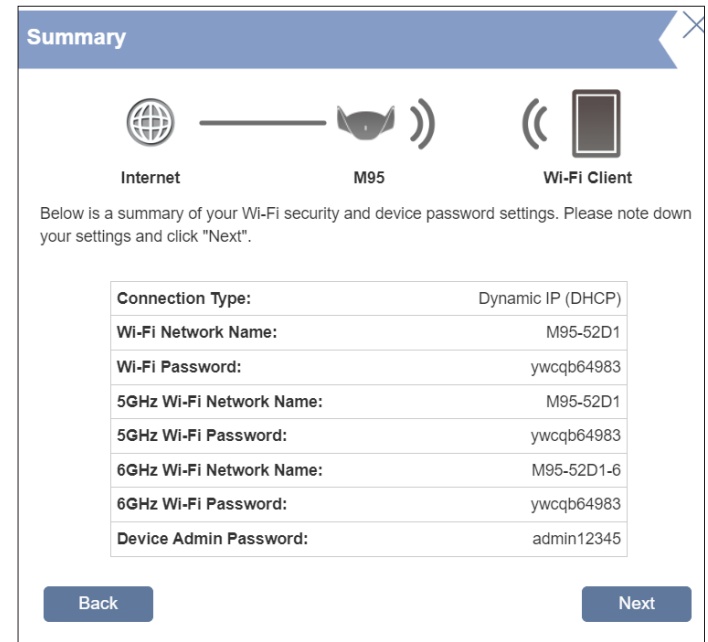 Summary
Internet M95 Wi-Fi Client
Below is a summary of your Wi-Fi security and device password settings. Please note down
your settings and click "Next".
Connection Type: Dynamic IP (DHCP)
Wi-Fi Network Name: M95-52D1
Wi-Fi Password: ywcqb64983
5GHz Wi-Fi Network Name: M95-52D1
5GHz Wi-Fi Password: ywcqb64983
6GHz Wi-Fi Network Name: M95-52D1-6
6GHz Wi-Fi Password: ywcqb64983
Device Admin Password: admin12345
Back Next